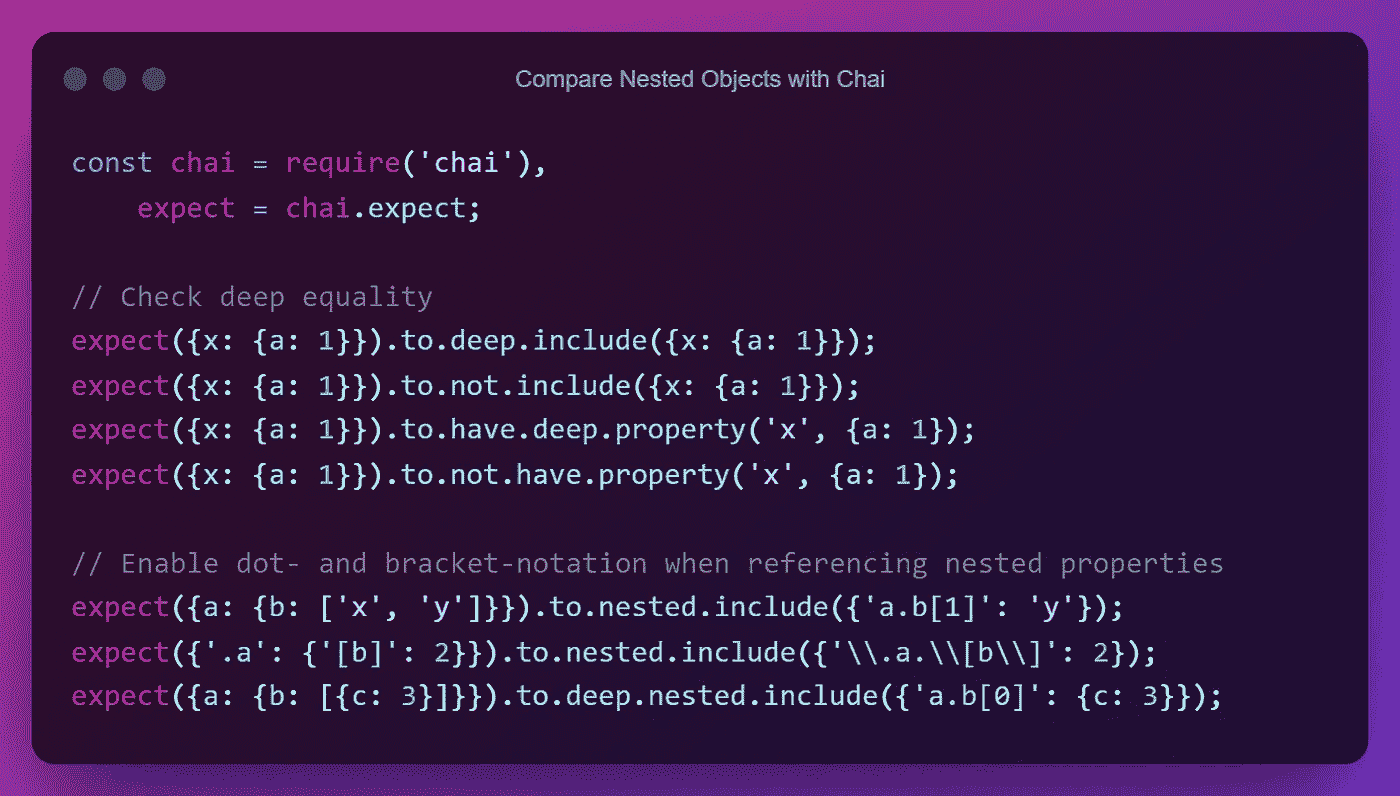 Compare Nested Objects with Chai
const chai = require('chai'),
    expect = chai.expect;
// Check deep equality
expect({x: {a: 1}}).to.deep.include({x: {a: 1}});
expect({x: {a: 1}}).to.not.include({x: {a: 1}});
expect({x: {a: 1}}).to.have.deep.property('x', {a: 1});
expect({x: {a: 1}}).to.not.have.property('x', {a: 1});
// Enable dot- and bracket-notation when referencing nested properties
expect({a: {b: ['x', 'y']}}).to.nested.include({'a.b[1]': 'y'});
expect({'.a': {'[b]': 2}}).to.nested.include({'\\.a.\\[b\\]': 2});
expect({a: {b: [{c: 3}]}}).to.deep.nested.include({'a.b[0]': {c: 3}});